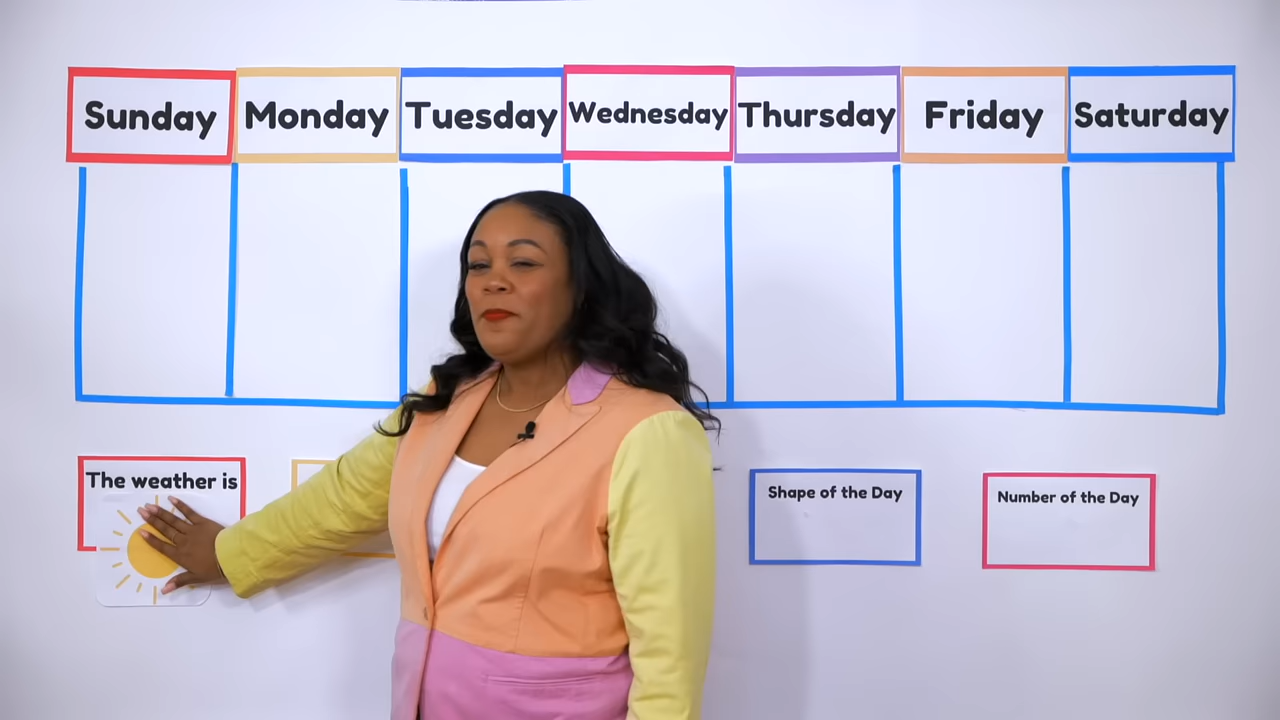 Sunday
Monday
Tuesday
Wednesday
Thursday
Friday
Saturday
The weather is
Shape of the Day
Number of the Day